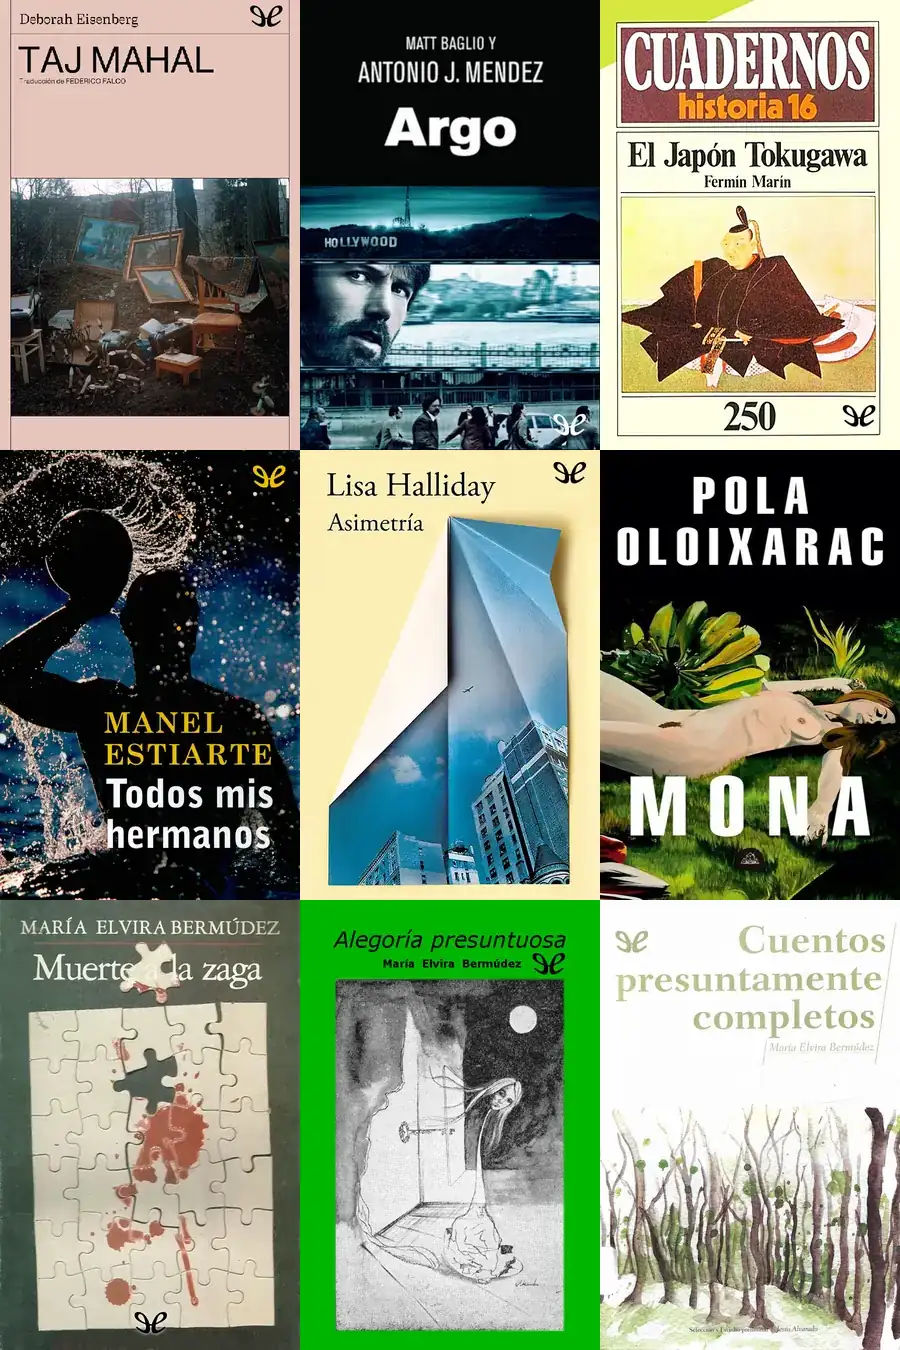 Deborah Eisenberg
TAJ MAHAL
Traducción de FEDERICO FALCO
MATT BAGLIO Y
ANTONIO J. MENDEZ
Argo
HOLLYWOOD
CUADERNOS
historia 16
El Japón Tokugawa
Fermín Marín
250
MANEL
ESTIARTE
Todos mis
hermanos
Lisa Halliday
Asimetría
POLA
OLOIXARAC
MONA
MARÍA ELVIRA BERMÚDEZ
Muerte a la zaga
Alegoría presuntuosa
María Elvira Bermúdez
Cuentos
presuntamente
completos
María Elvira Bermúdez